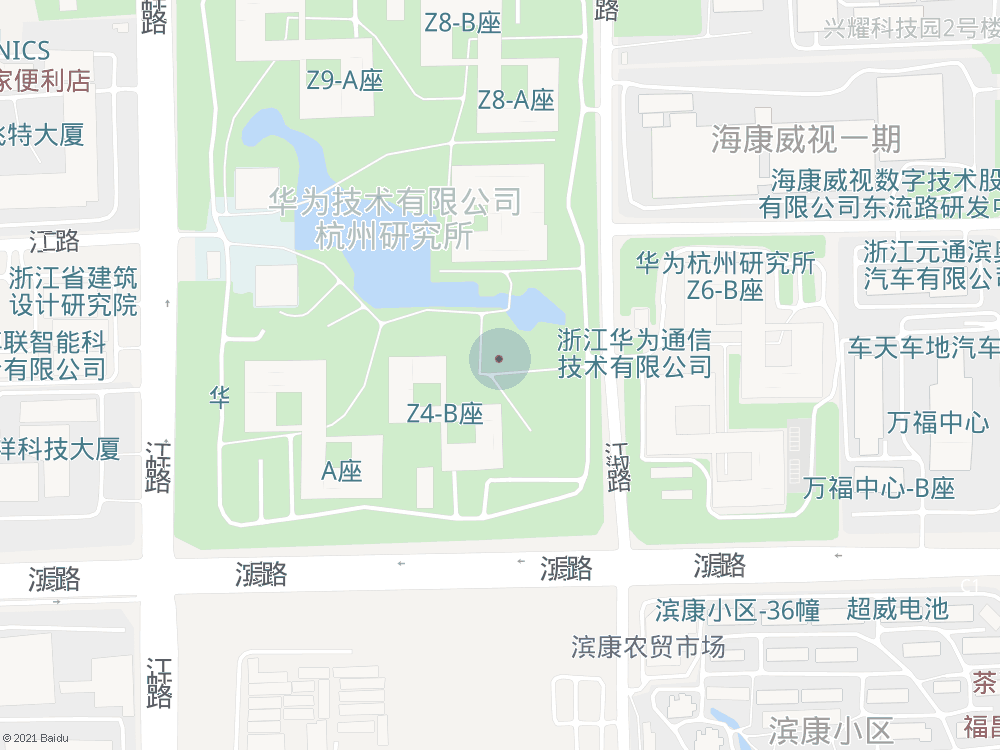 Z8-B座
兴耀科技园2号楼
NICS
家便利店
Z9-A座
Z8-A座
飞特大厦
海康威视一期
海康威视数字技术股
有限公司东流路研发中
华为技术有限公司
杭州研究所
江路
浙江省建筑
设计研究院
华为杭州研究所
Z6-B座
浙江元通滨奥
汽车有限公司
车联智能科
有限公司
浙江华为通信
技术有限公司
车天车地汽车
华
Z4-B座
万福中心
祥科技大厦
A座
江淑路
路
万福中心-B座
路
路
路
路
滨康小区-36幢
超威电池
滨康农贸市场
路
茶
滨康小区
福昌
© 2021 Baidu